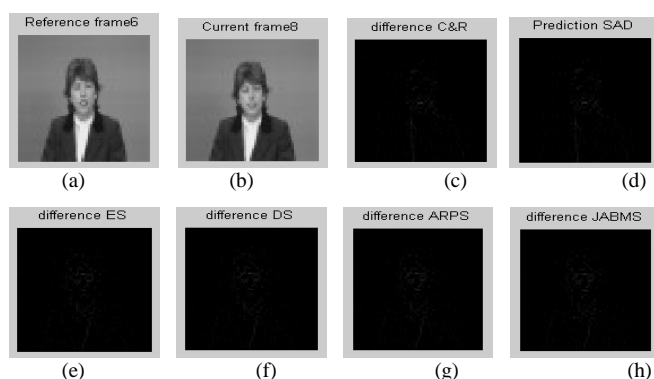 Reference frame6
Current frame8
difference C&R
Prediction SAD
(a)
(b)
(c)
(d)
difference ES
difference DS
difference ARPS
difference JABMS
(e)
(f)
(g)
(h)